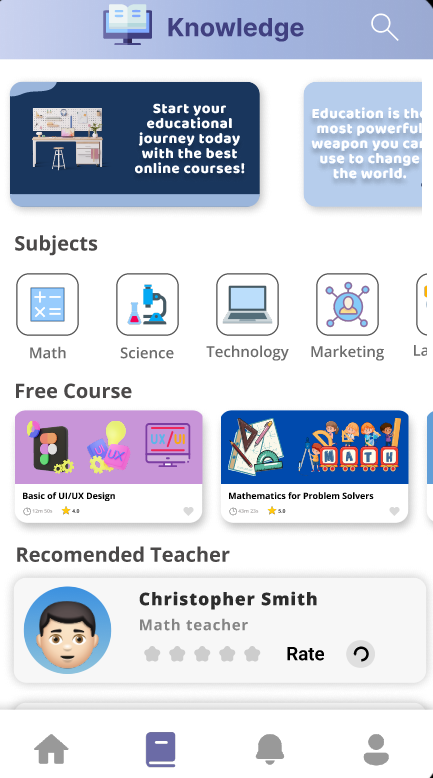 Knowledge
Start your
educational
journey today
with the best
online courses!
Education is the
most powerful
weapon you can
use to change
the world.
Subjects
Math
Science
Technology
Marketing
La
Free Course
UX/UI
UX
MATH
Basic of UI/UX Design
12m 50s
4.0
Mathematics for Problem Solvers
43m 23s
5.0
Recomended Teacher
Christopher Smith
Math teacher
Rate